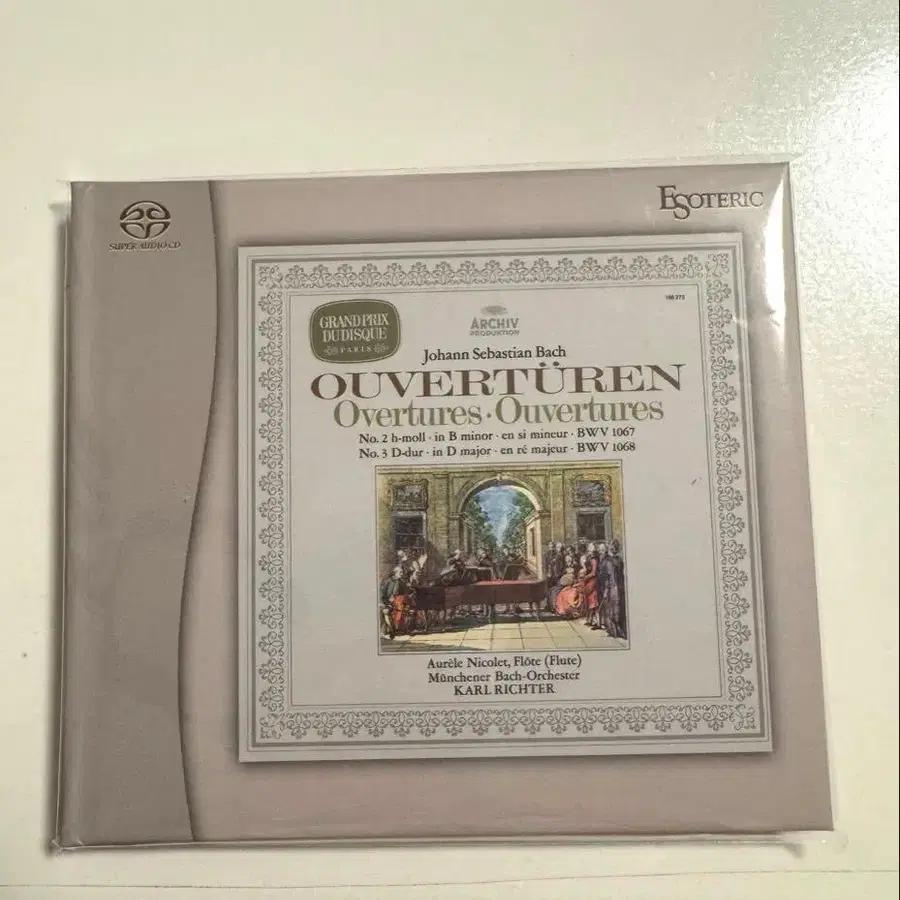 SUPER AUDIO CD
ESOTERIC
GRAND PRIX
DU DISQUE
PARIS
ARCHIV
PRODUKTION
198 272
Johann Sebastian Bach
OUVERTÜREN
Overtures · Ouvertures
No. 2 h-moll · in B minor · en si mineur · BWV 1067
No. 3 D-dur · in D major · en ré majeur · BWV 1068
Aurèle Nicolet, Flöte (Flute)
Münchener Bach-Orchester
KARL RICHTER